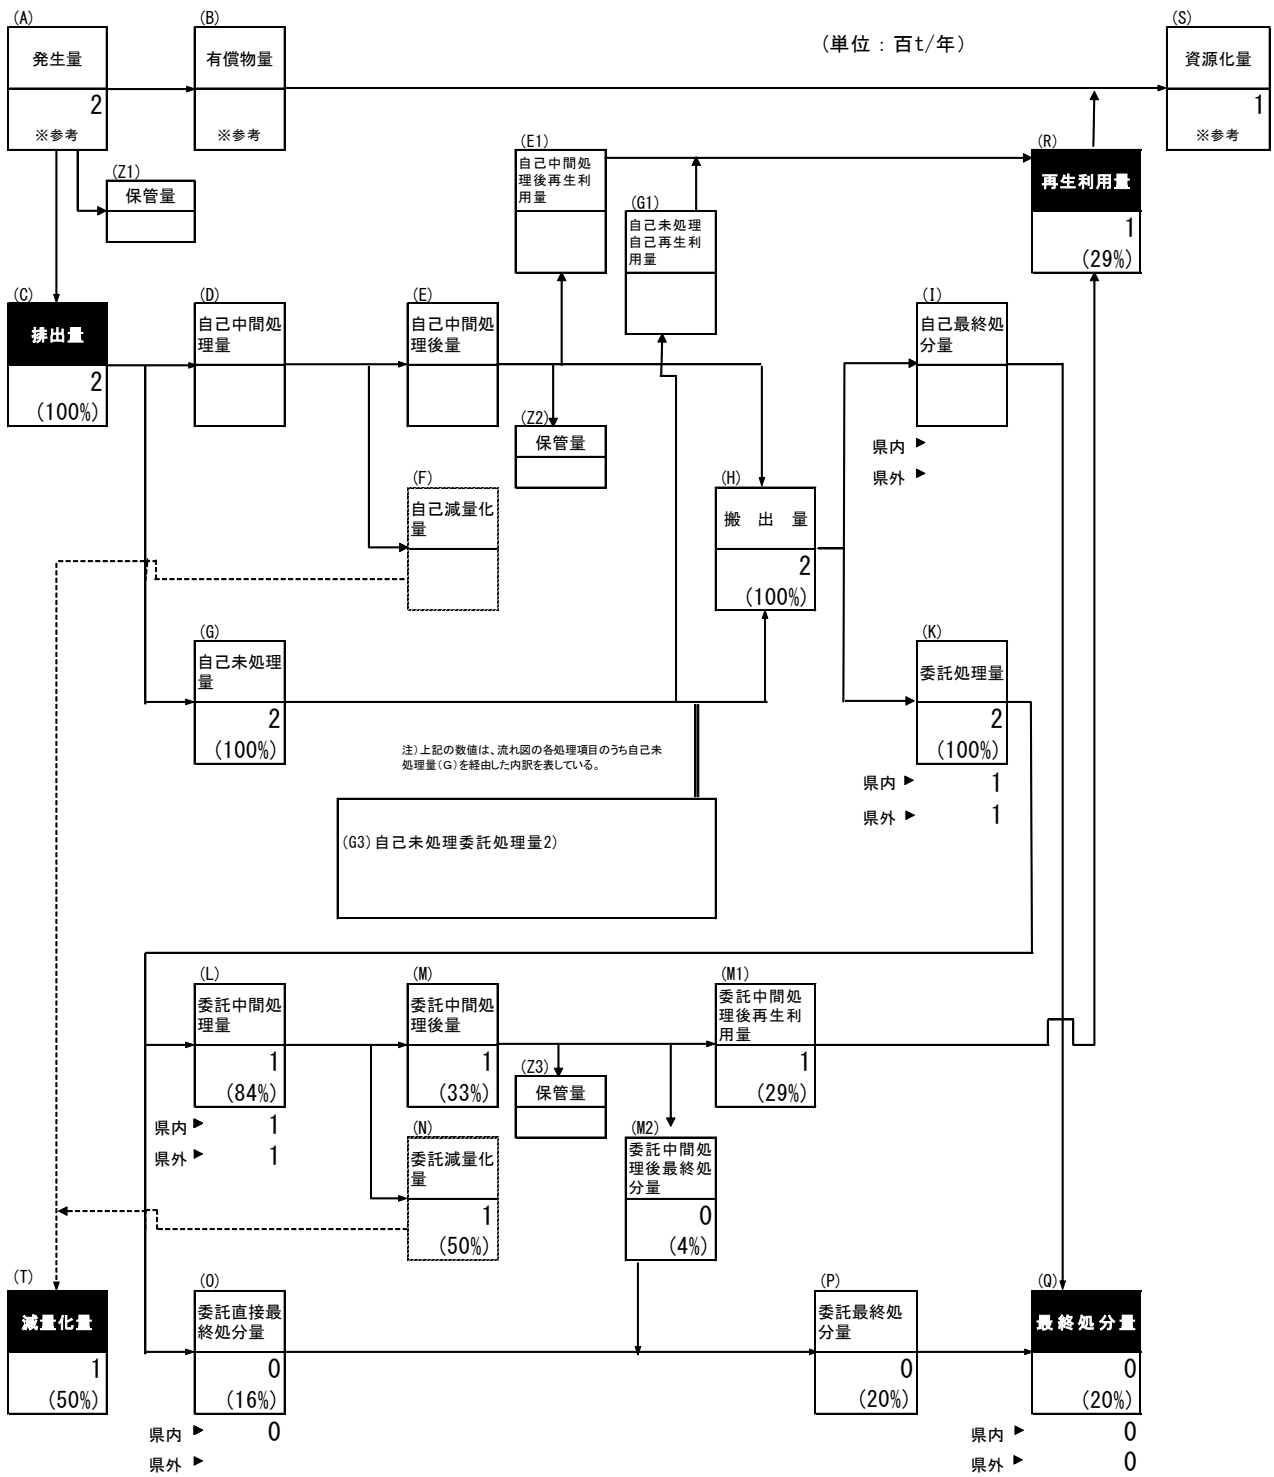 (A)
発生量
2
※参考
(B)
有償物量
※参考
(単位：百t/年)
(S)
資源化量
1
※参考
(Z1)
保管量
(E1)
自己中間処
理後再生利
用量
(G1)
自己未処理
自己再生利
用量
(R)
再生利用量
1
(29%)
(C)
排出量
2
(100%)
(D)
自己中間処
理量
(E)
自己中間処
理後量
(Z2)
保管量
(F)
自己減量化
量
(I)
自己最終処
分量
県内 ▶
県外 ▶
(H)
搬 出 量
2
(100%)
(G)
自己未処理
量
2
(100%)
(K)
委託処理量
2
(100%)
県内 ▶ 1
県外 ▶ 1
注)上記の数値は、流れ図の各処理項目のうち自己未
処理量(G)を経由した内訳を表している。
(G3)自己未処理委託処理量2)
(L)
委託中間処
理量
1
(84%)
県内 ▶ 1
県外 ▶ 1
(M)
委託中間処
理後量
1
(33%)
(Z3)
保管量
(M1)
委託中間処
理後再生利
用量
1
(29%)
(N)
委託減量化
量
1
(50%)
(M2)
委託中間処
理後最終処
分量
0
(4%)
(T)
減量化量
1
(50%)
(O)
委託直接最
終処分量
0
(16%)
県内 ▶ 0
県外 ▶
(P)
委託最終処
分量
0
(20%)
(Q)
最終処分量
0
(20%)
県内 ▶ 0
県外 ▶ 0